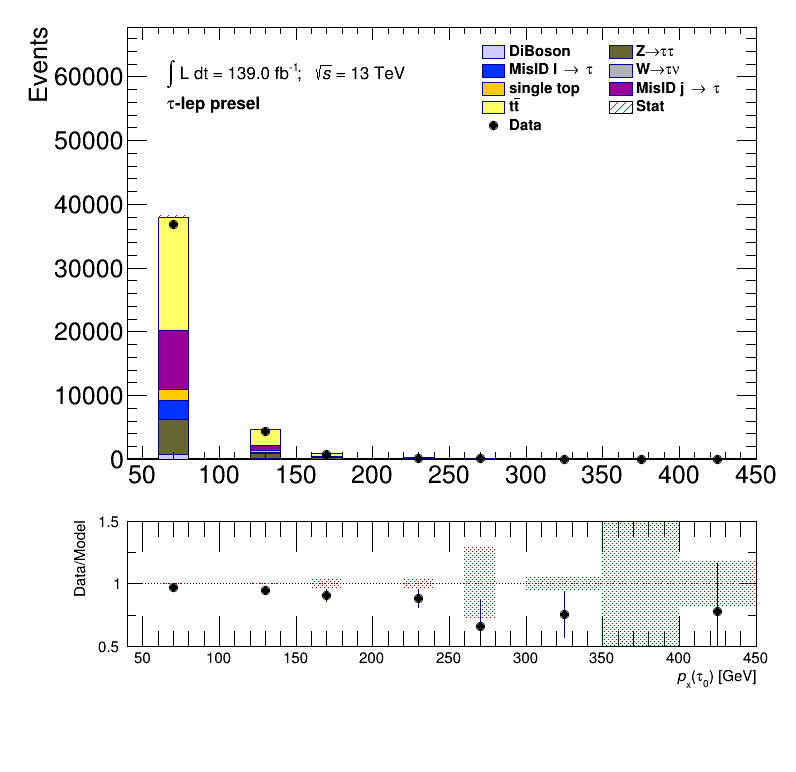 Events
∫ L dt = 139.0 fb⁻¹; √s = 13 TeV
τ-lep presel
DiBoson
MisID l → τ
single top
tt̄
Data
Z→ττ
W→τν
MisID j → τ
Stat
60000
50000
40000
30000
20000
10000
0
50 100 150 200 250 300 350 400 450
Data/Model
1.5
1
0.5
50 100 150 200 250 300 350 400 450
pₓ(τ₀) [GeV]